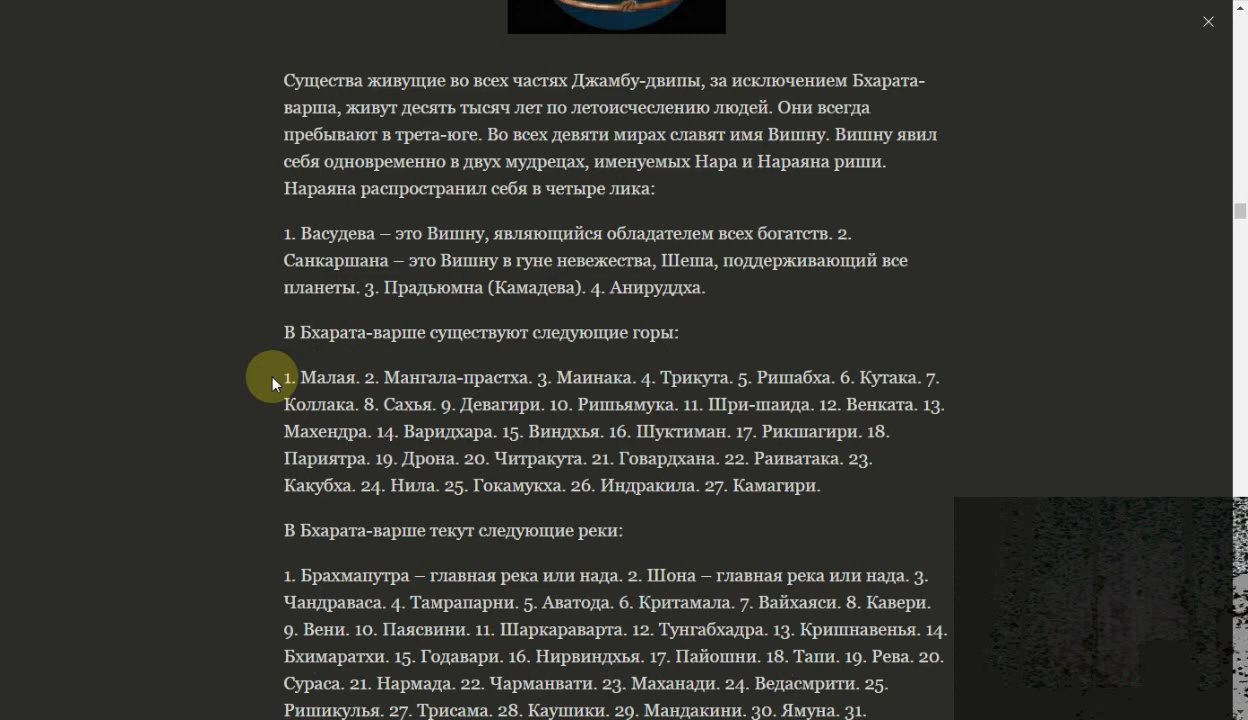 Существа живущие во всех частях Джамбу-двипы, за исключением Бхарата-
варша, живут десять тысяч лет по летоисчеслению людей. Они всегда
пребывают в трета-юге. Во всех девяти мирах славят имя Вишну. Вишну явил
себя одновременно в двух мудрецах, именуемых Нара и Нараяна риши.
Нараяна распространил себя в четыре лика:
1. Васудева – это Вишну, являющийся обладателем всех богатств. 2.
Санкаршана – это Вишну в гуне невежества, Шеша, поддерживающий все
планеты. 3. Прадьюмна (Камадева). 4. Анируддха.
В Бхарата-варше существуют следующие горы:
1. Малая. 2. Мангала-прастха. 3. Маинака. 4. Трикута. 5. Ришабха. 6. Кутака. 7.
Коллака. 8. Сахья. 9. Девагири. 10. Ришьямука. 11. Шри-шаида. 12. Венката. 13.
Махендра. 14. Варидхара. 15. Виндхья. 16. Шуктиман. 17. Рикшагири. 18.
Париятра. 19. Дрона. 20. Читракута. 21. Говардхана. 22. Раиватака. 23.
Какубха. 24. Нила. 25. Гокамукха. 26. Индракила. 27. Камагири.
В Бхарата-варше текут следующие реки:
1. Брахмапутра – главная река или нада. 2. Шона – главная река или нада. 3.
Чандраваса. 4. Тамрапарни. 5. Аватода. 6. Критамала. 7. Вайхаяси. 8. Кавери.
9. Вени. 10. Паясвини. 11. Шаркараварта. 12. Тунгабхадра. 13. Кришнавенья. 14.
Бхимаратхи. 15. Годавари. 16. Нирвиндхья. 17. Пайошни. 18. Тапи. 19. Рева. 20.
Сураса. 21. Нармада. 22. Чарманвати. 23. Маханади. 24. Ведасмрити. 25.
Ришикулья. 27. Трисама. 28. Каушики. 29. Мандакини. 30. Ямуна. 31.